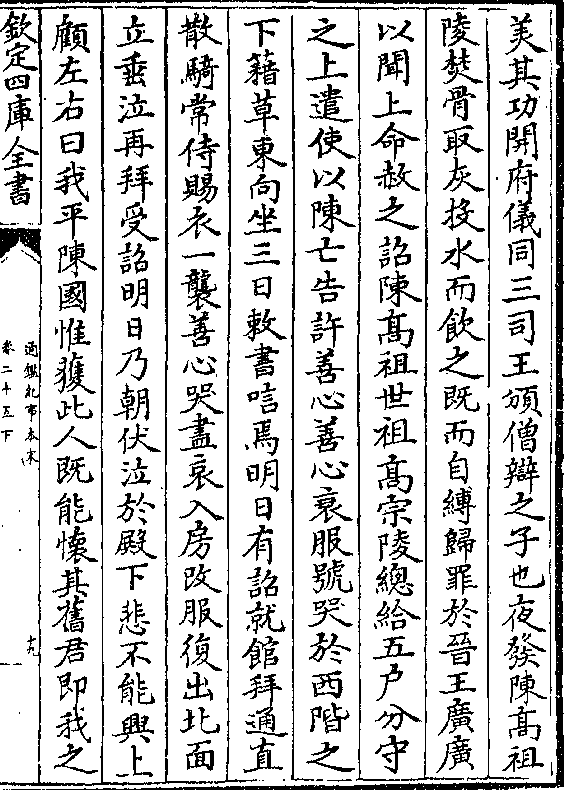 美其功開府儀同三司王頒僧辯之子也夜發陳髙祖
陵焚骨取灰投水而飲之既而自縛歸罪於晉王廣廣
以聞上命赦之詔陳髙祖世祖髙宗陵總給五户分守
之上遣使以陳亡告許善心善心衰服號哭於西階之
下藉草東向坐三日敕書唁焉明日有詔就館拜通直
散騎常侍賜衣一襲善心哭盡哀入房改服復出北面
立垂泣再拜受詔明日乃朝伏泣於殿下悲不能興上
顧左右曰我平陳國惟獲此人既能懷其舊君即我之
欽定四庫全書
通鑑紀事本末
卷二十五下
十九